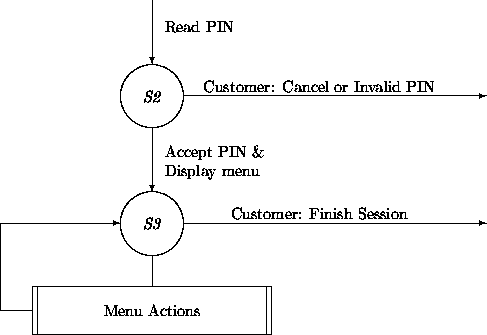 Read PIN
S2
Customer: Cancel or Invalid PIN
Accept PIN &
Display menu
S3
Customer: Finish Session
Menu Actions